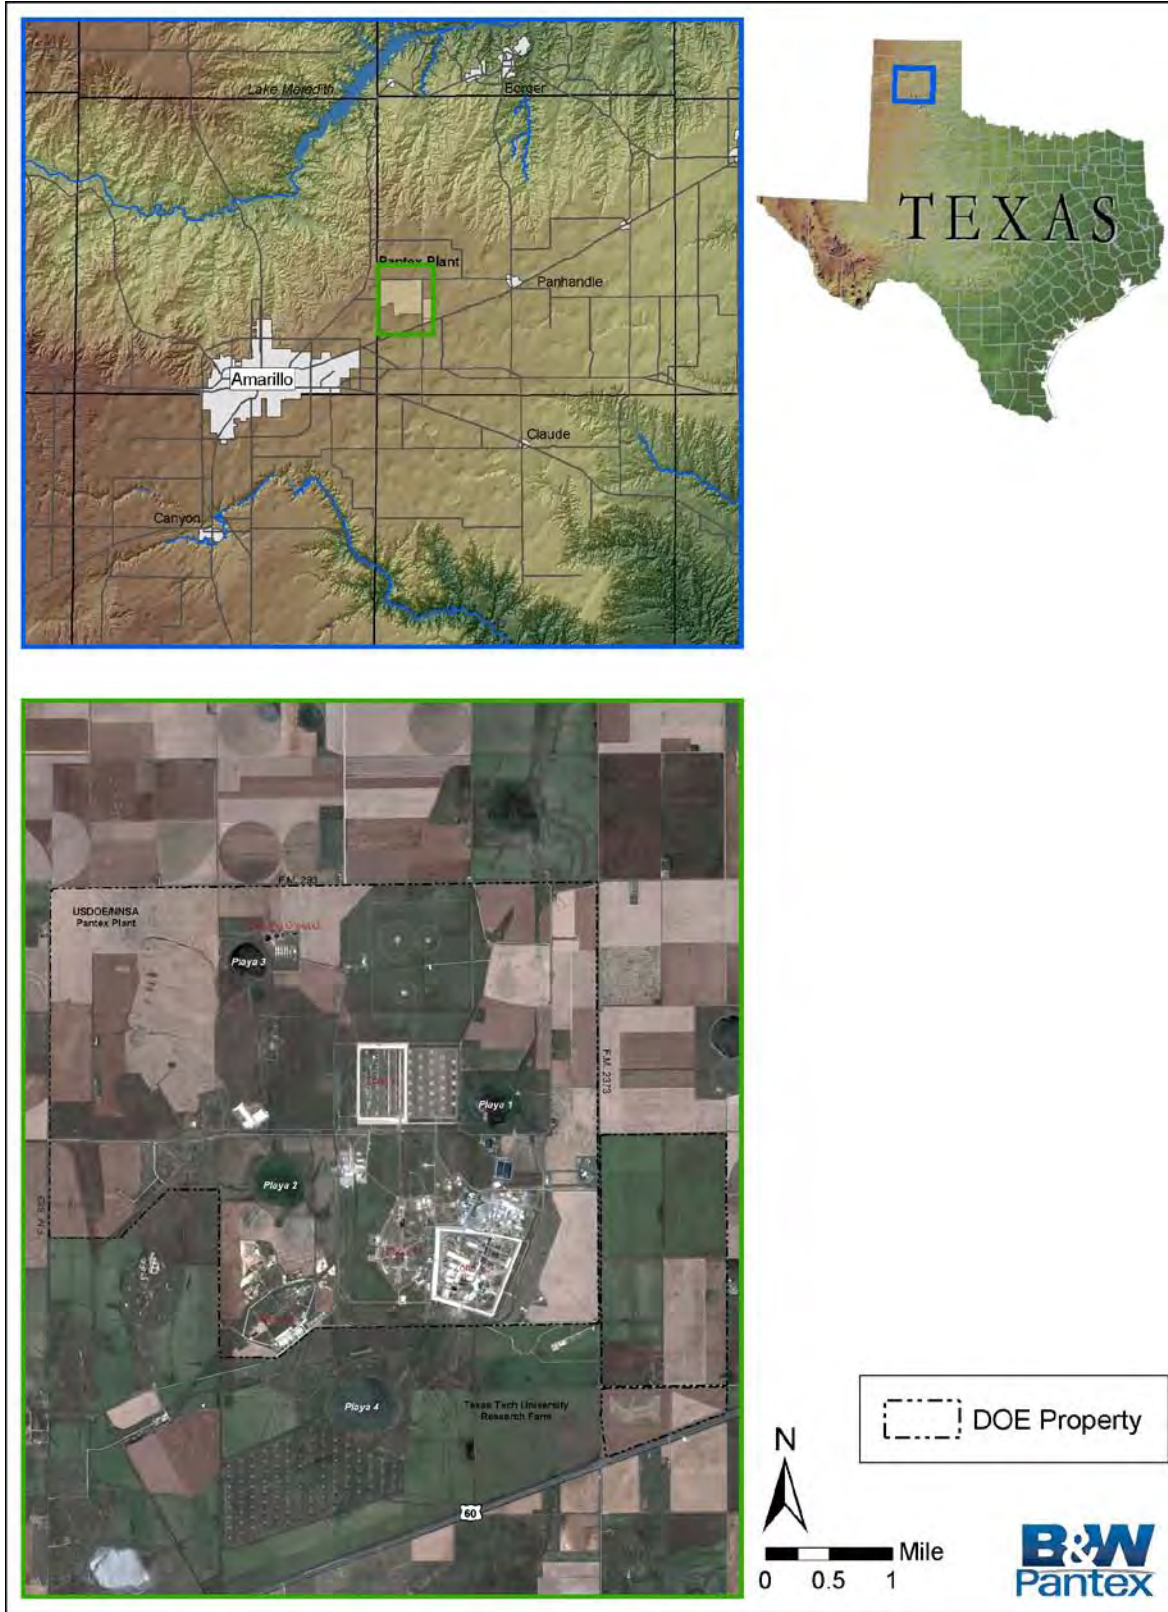 Lake Meredith
Borger
Pantex Plant
Panhandle
Amarillo
Claude
Canyon
TEXAS
F.M. 293
USDOE/NNSA
Pantex Plant
Playa 3
F.M. 2373
Playa 1
Playa 2
Playa 4
Texas Tech University
Research Farm
60
DOE Property
N
Mile
0 0.5 1
B&W
Pantex